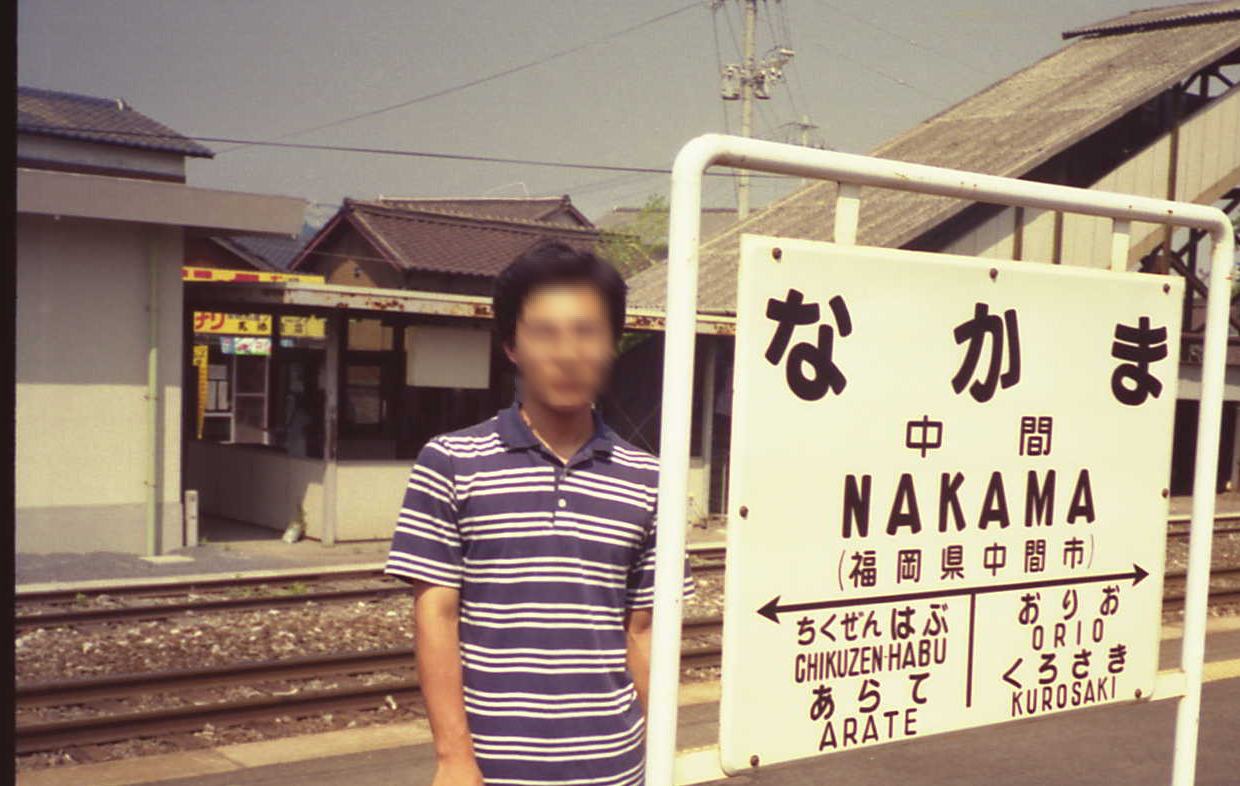 なかま
中間
NAKAMA
(福岡県中間市)
ちくぜんはぶ
CHIKUZEN-HABU
あらて
ARATE
おりお
ORIO
くろさき
KUROSAKI